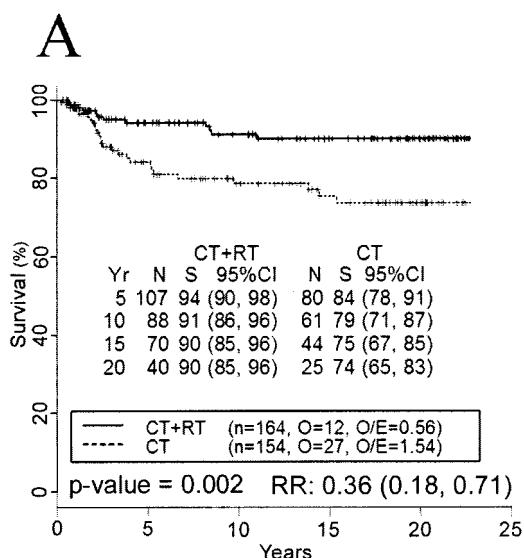 A
100
80
60
40
20
0
Survival (%)
CT+RT CT
Yr N S 95%CI N S 95%CI
5 107 94 (90, 98) 80 84 (78, 91)
10 88 91 (86, 96) 61 79 (71, 87)
15 70 90 (85, 96) 44 75 (67, 85)
20 40 90 (85, 96) 25 74 (65, 83)
CT+RT (n=164, O=12, O/E=0.56)
CT (n=154, O=27, O/E=1.54)
p-value = 0.002 RR: 0.36 (0.18, 0.71)
0 5 10 15 20 25
Years